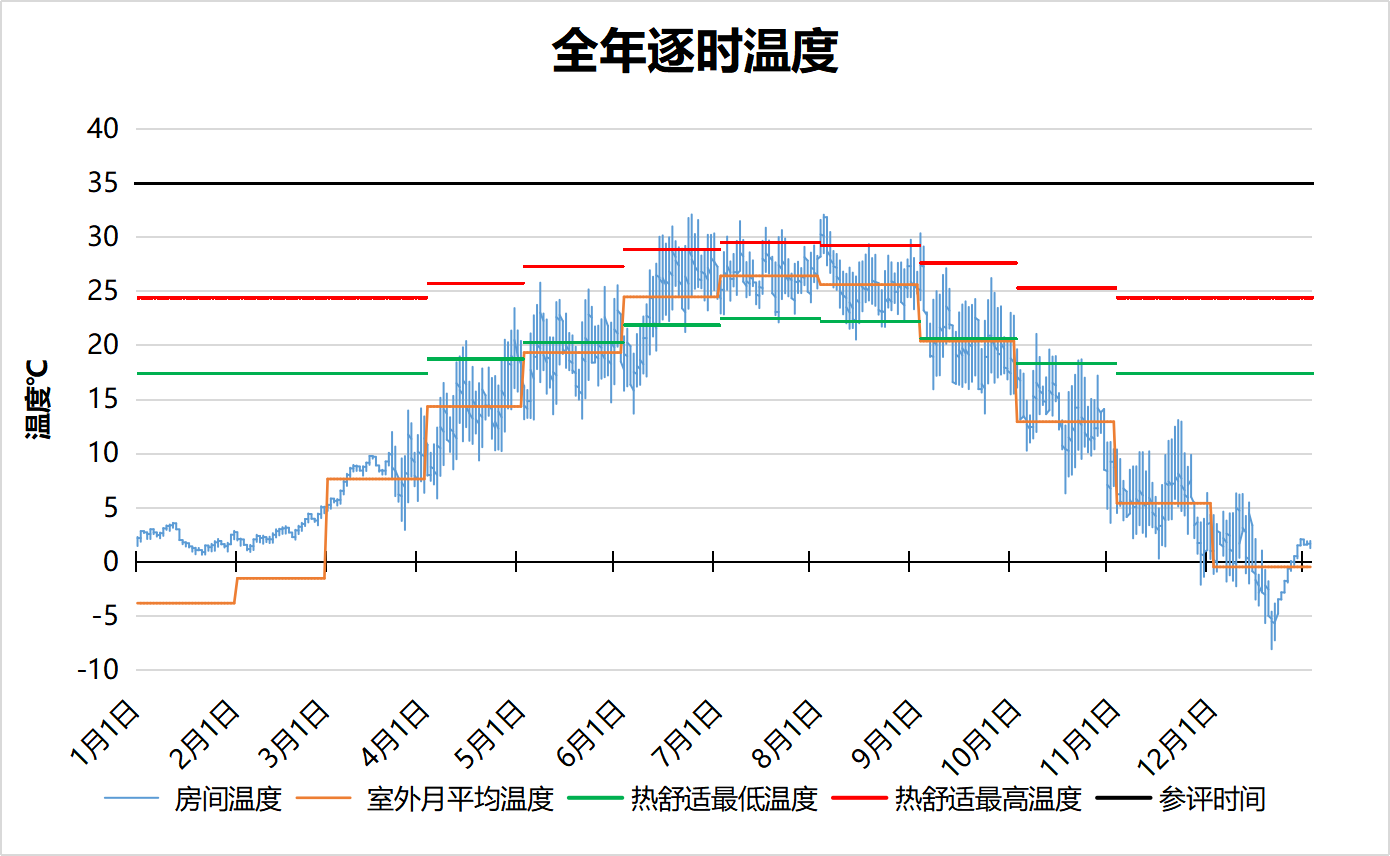 全年逐时温度
40
35
30
25
20
15
10
5
0
-5
-10
温度℃
1月1日
2月1日
3月1日
4月1日
5月1日
6月1日
7月1日
8月1日
9月1日
10月1日
11月1日
12月1日
房间温度 室外月平均温度 热舒适最低温度 热舒适最高温度 参评时间